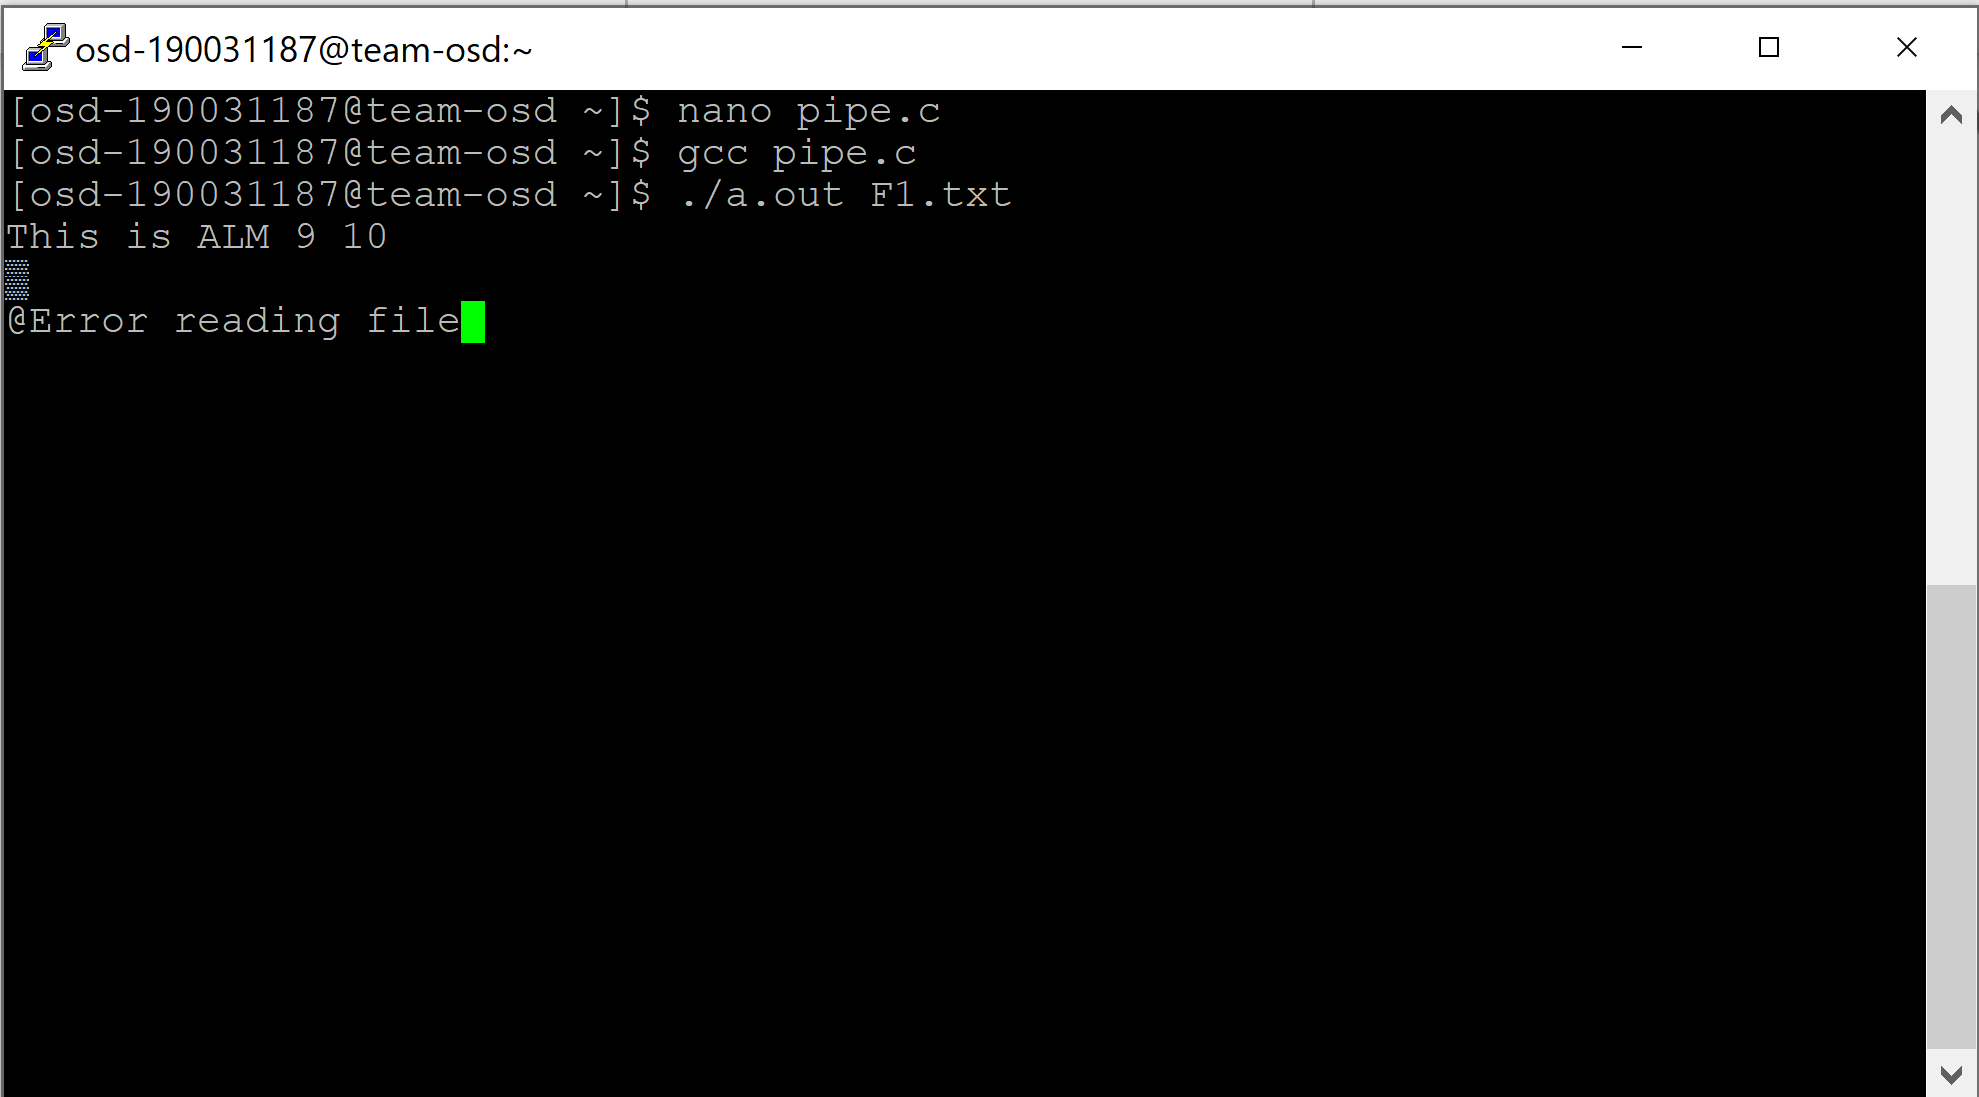 osd-190031187@team-osd:~
[osd-190031187@team-osd ~]$ nano pipe.c
[osd-190031187@team-osd ~]$ gcc pipe.c
[osd-190031187@team-osd ~]$ ./a.out F1.txt
This is ALM 9 10
▒
@Error reading file